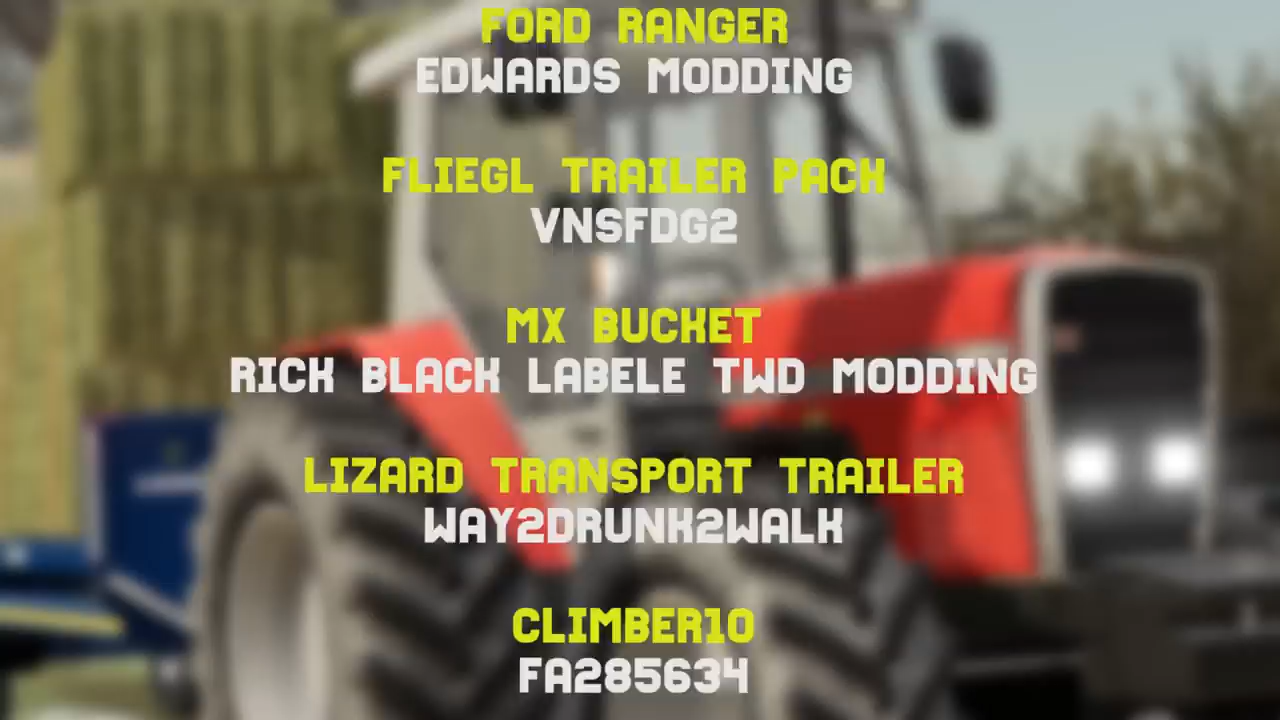 FORD RANGER
EDWARDS MODDING
FLIEGL TRAILER PACK
VNSFDG2
MX BUCKET
RICK BLACK LABELE TWD MODDING
LIZARD TRANSPORT TRAILER
WAY2DRUNK2WALK
CLIMBER10
FA285634